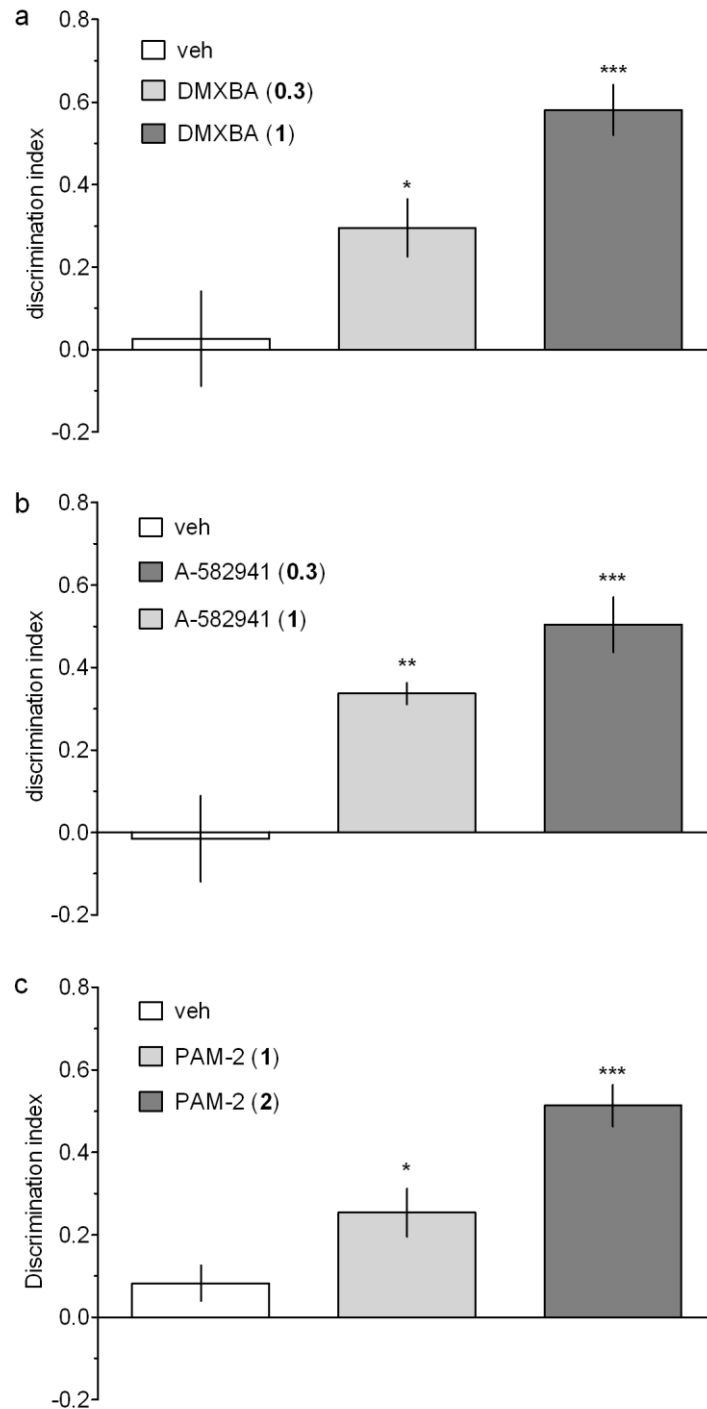 a
0.8
veh
DMXBA (0.3)
DMXBA (1)
***
0.6
0.4
*
0.2
0.0
-0.2
discrimination index
b
0.8
veh
A-582941 (0.3)
A-582941 (1)
***
0.6
**
0.4
0.2
0.0
-0.2
discrimination index
c
0.8
veh
PAM-2 (1)
PAM-2 (2)
***
0.6
0.4
*
0.2
0.0
-0.2
Discrimination index